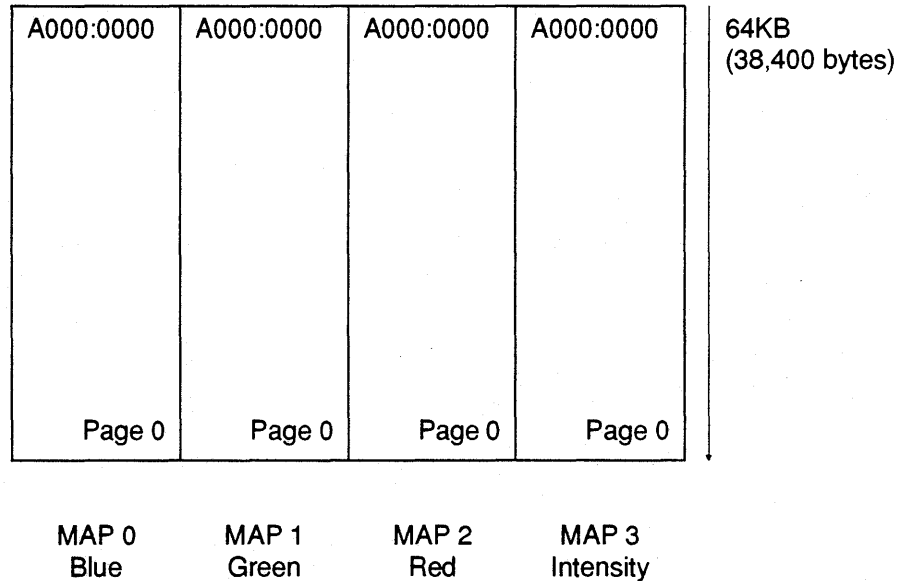 A000:0000 A000:0000 A000:0000 A000:0000 64KB
(38,400 bytes)
Page 0 Page 0 Page 0 Page 0
MAP 0 MAP 1 MAP 2 MAP 3
Blue Green Red Intensity